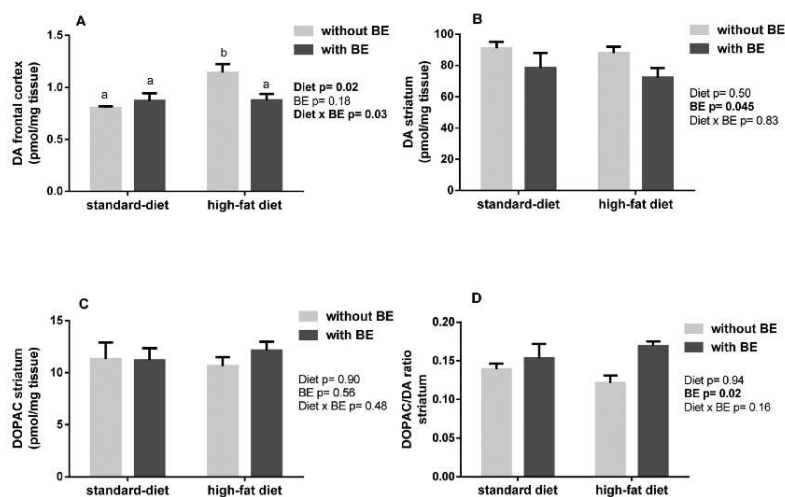 A
without BE
with BE
DA frontal cortex
(pmol/mg tissue)
1.5
1.0
0.5
0.0
a
a
b
a
Diet p= 0.02
BE p= 0.18
Diet x BE p= 0.03
standard-diet
high-fat diet
B
without BE
with BE
DA striatum
(pmol/mg tissue)
100
80
60
40
20
0
Diet p= 0.50
BE p= 0.045
Diet x BE p= 0.83
standard-diet
high-fat diet
C
without BE
with BE
DOPAC striatum
(pmol/mg tissue)
15
10
5
0
Diet p= 0.90
BE p= 0.56
Diet x BE p= 0.48
standard-diet
high-fat diet
D
without BE
with BE
DOPAC/DA ratio
striatum
0.20
0.15
0.10
0.05
0.00
Diet p= 0.94
BE p= 0.02
Diet x BE p= 0.16
standard diet
high-fat diet